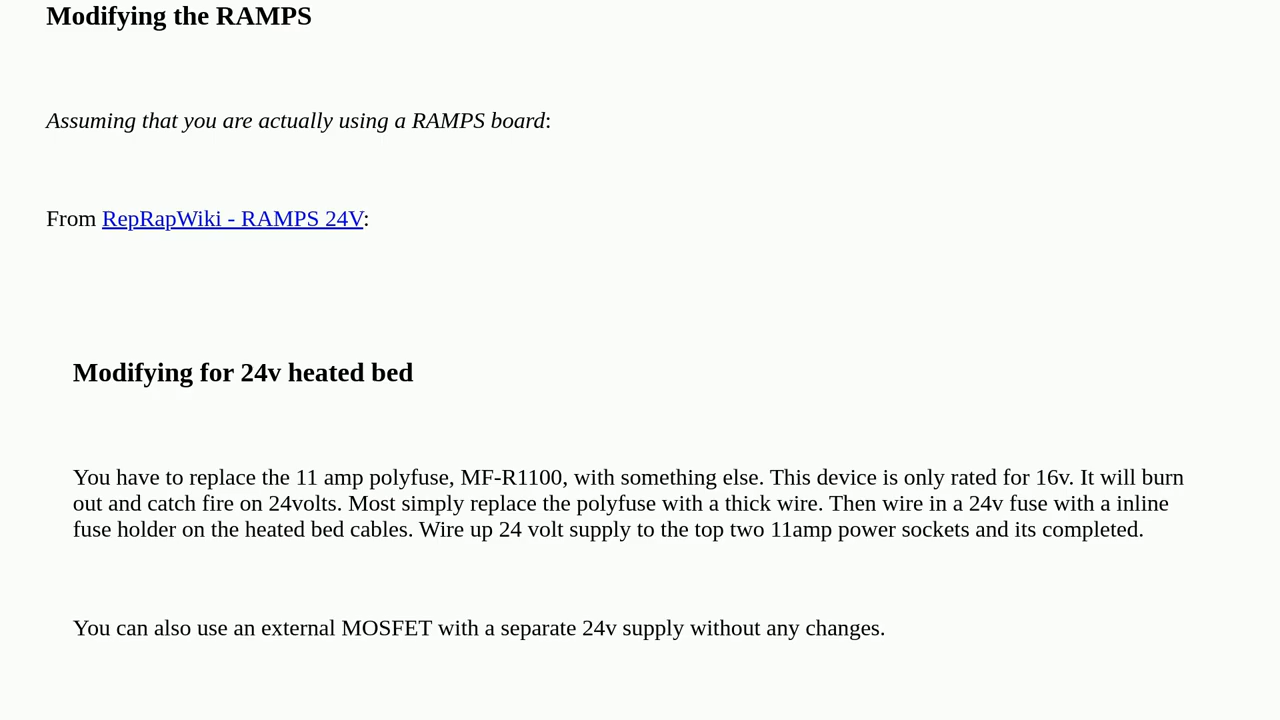 Modifying the RAMPS
Assuming that you are actually using a RAMPS board:
From RepRapWiki - RAMPS 24V:
Modifying for 24v heated bed
You have to replace the 11 amp polyfuse, MF-R1100, with something else. This device is only rated for 16v. It will burn
out and catch fire on 24volts. Most simply replace the polyfuse with a thick wire. Then wire in a 24v fuse with a inline
fuse holder on the heated bed cables. Wire up 24 volt supply to the top two 11amp power sockets and its completed.
You can also use an external MOSFET with a separate 24v supply without any changes.